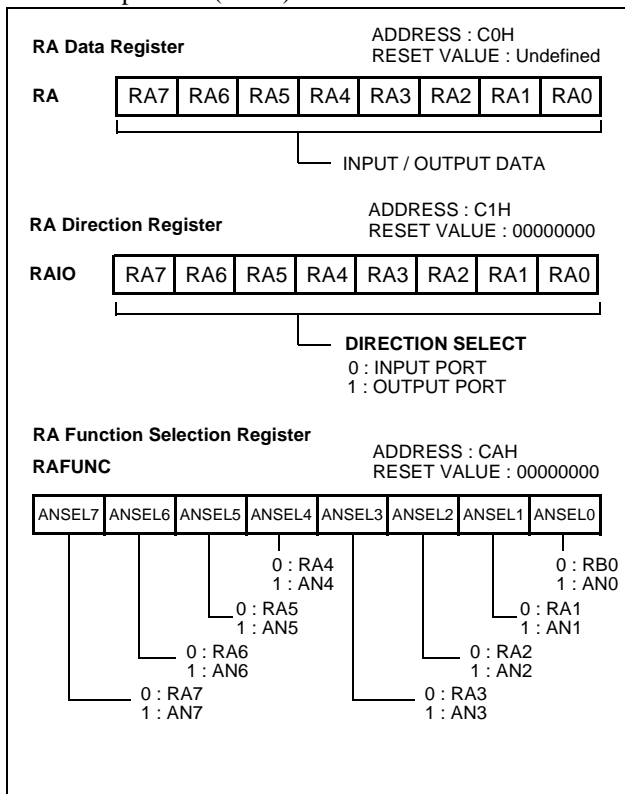 RA Data Register
ADDRESS : C0H
RESET VALUE : Undefined
RA
RA7 RA6 RA5 RA4 RA3 RA2 RA1 RA0
INPUT / OUTPUT DATA
RA Direction Register
ADDRESS : C1H
RESET VALUE : 00000000
RAIO
RA7 RA6 RA5 RA4 RA3 RA2 RA1 RA0
DIRECTION SELECT
0 : INPUT PORT
1 : OUTPUT PORT
RA Function Selection Register
ADDRESS : CAH
RAFUNC
RESET VALUE : 00000000
ANSEL7 ANSEL6 ANSEL5 ANSEL4 ANSEL3 ANSEL2 ANSEL1 ANSEL0
0 : RA4
1 : AN4
0 : RB0
1 : AN0
0 : RA5
1 : AN5
0 : RA1
1 : AN1
0 : RA6
1 : AN6
0 : RA2
1 : AN2
0 : RA7
1 : AN7
0 : RA3
1 : AN3